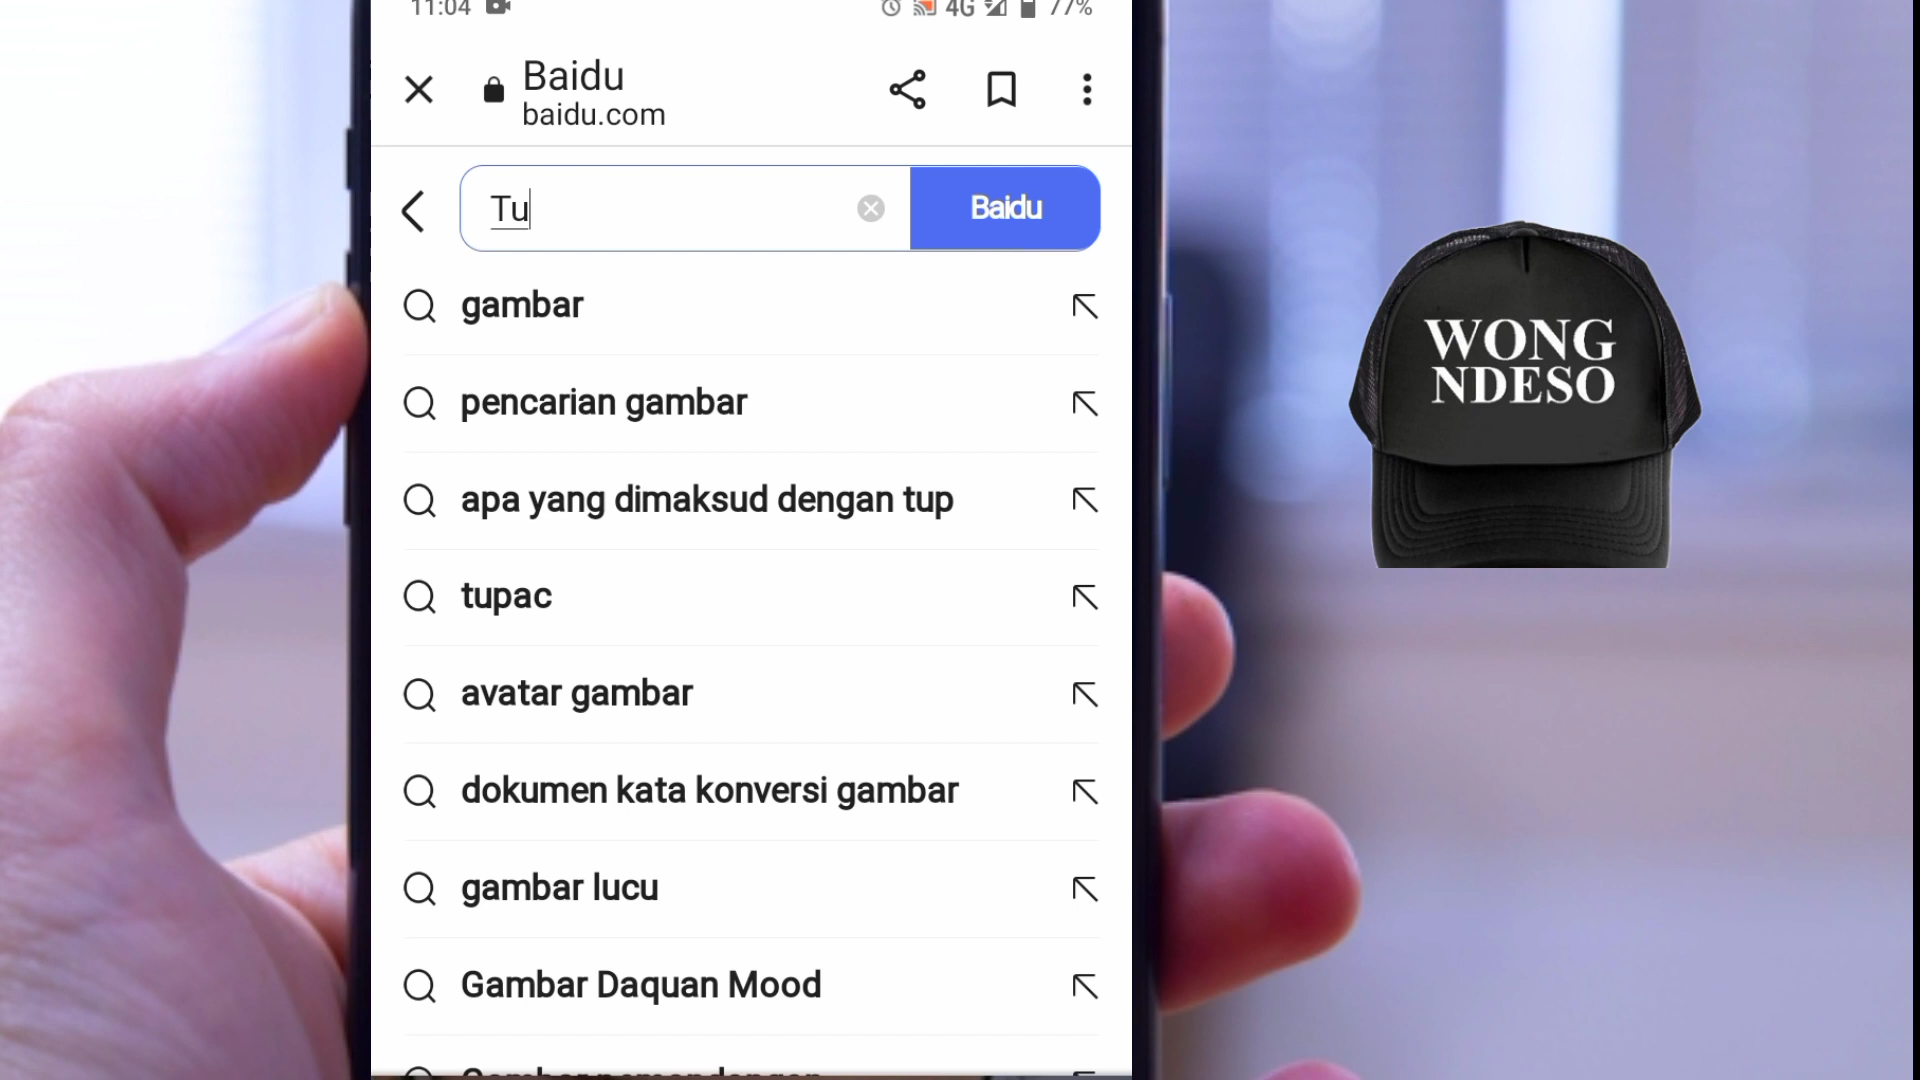 11:04 4G 77%
Baidu
baidu.com
Tu
Baidu
gambar
pencarian gambar
apa yang dimaksud dengan tup
tupac
avatar gambar
dokumen kata konversi gambar
gambar lucu
Gambar Daquan Mood
WONG
NDESO